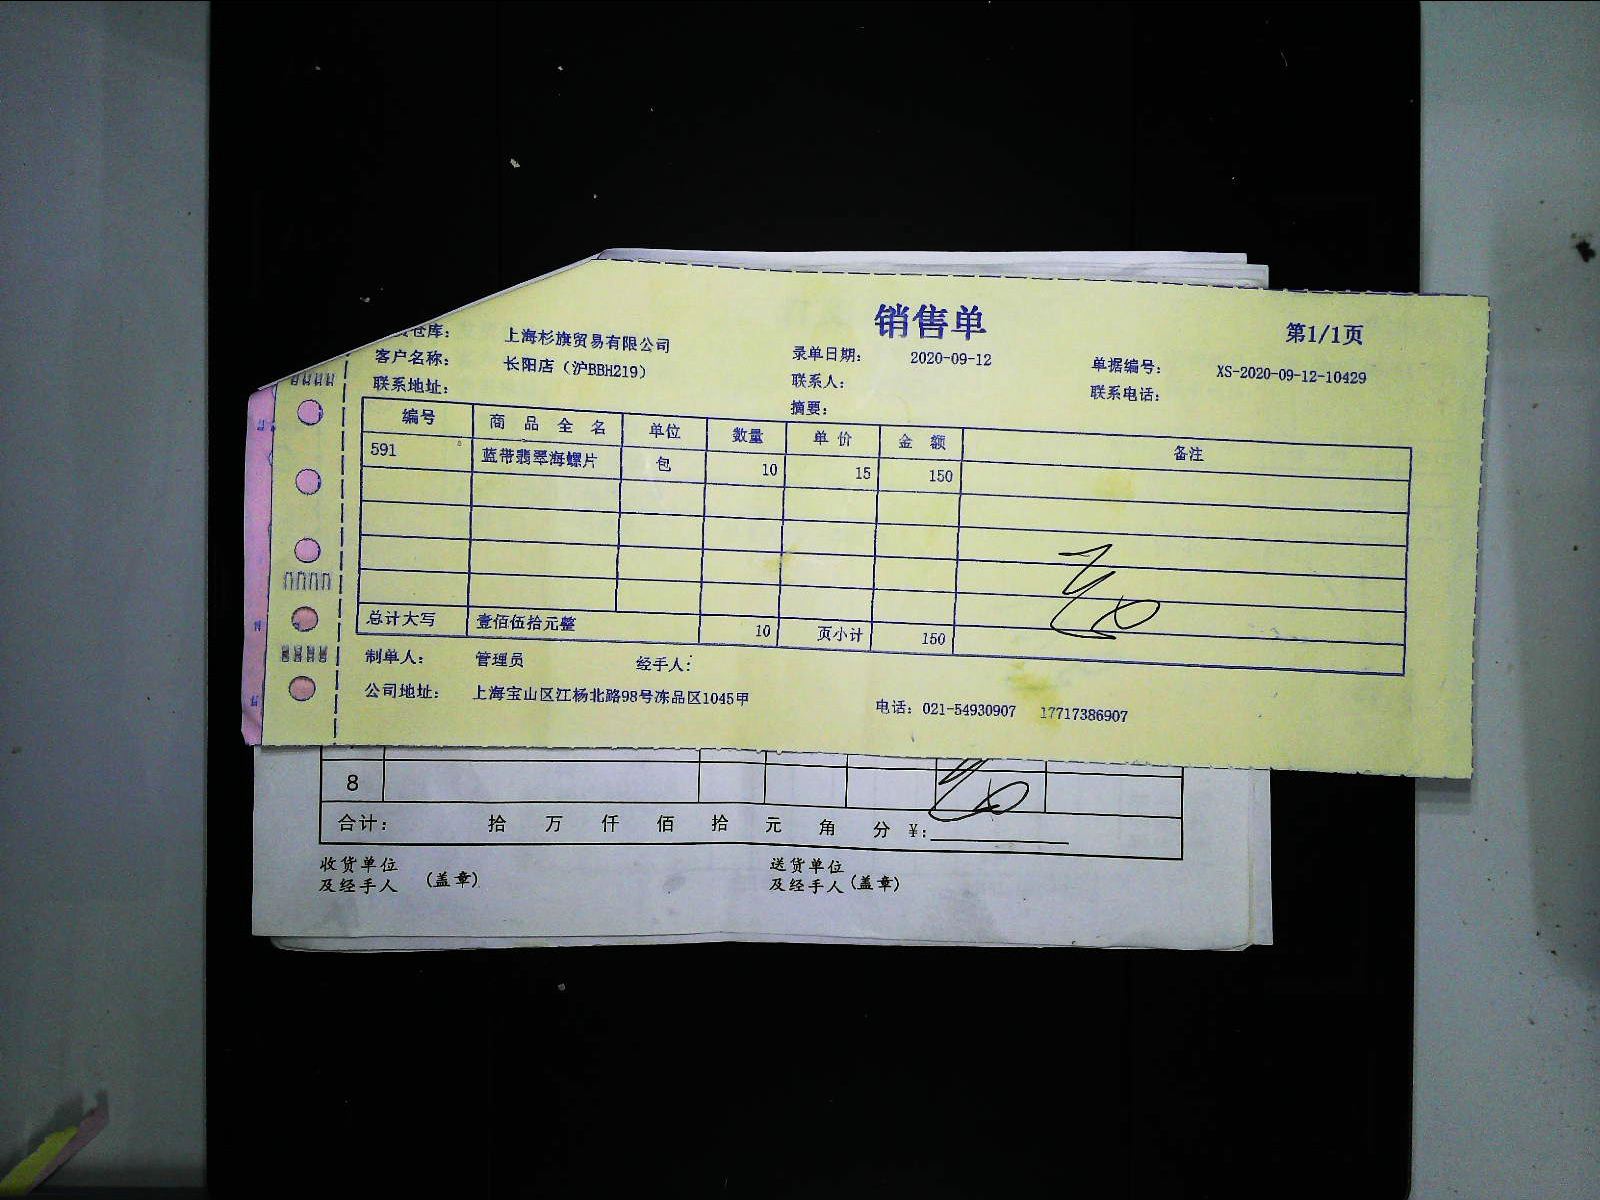 销售单
第1/1页
仓库： 上海杉旗贸易有限公司
客户名称： 长阳店（沪BBH219） 录单日期： 2020-09-12 单据编号： XS-2020-09-12-10429
联系地址： 联系人： 联系电话：
摘要：
编号 商品全名 单位 数量 单价 金额 备注
591 蓝带翡翠海螺片 包 10 15 150
总计大写 壹佰伍拾元整 10 页小计 150
制单人： 管理员 经手人：
公司地址： 上海宝山区江杨北路98号冻品区1045甲 电话：021-54930907 17717386907
8
合计： 拾 万 仟 佰 拾 元 角 分 ¥:
收货单位 送货单位
及经手人（盖章） 及经手人（盖章）